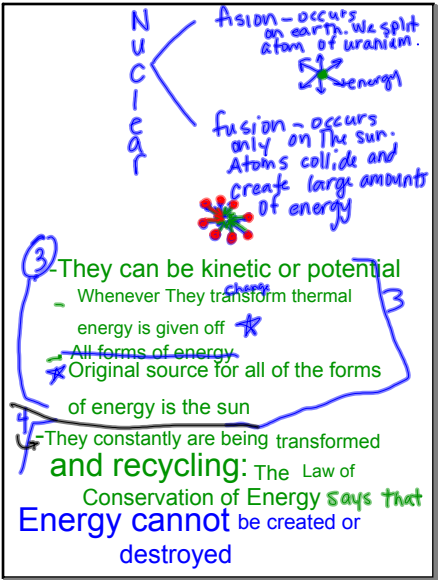 Nuclear
fision - occurs
on earth. We split
atom of uranium.
energy
fusion - occurs
only on The sun.
Atoms collide and
create large amounts
of energy
3
-They can be kinetic or potential
change
- Whenever They transform thermal
energy is given off
3
- All forms of energy
Original source for all of the forms
of energy is the sun
4
-They constantly are being transformed
and recycling: The Law of
Conservation of Energy says that
Energy cannot be created or
destroyed